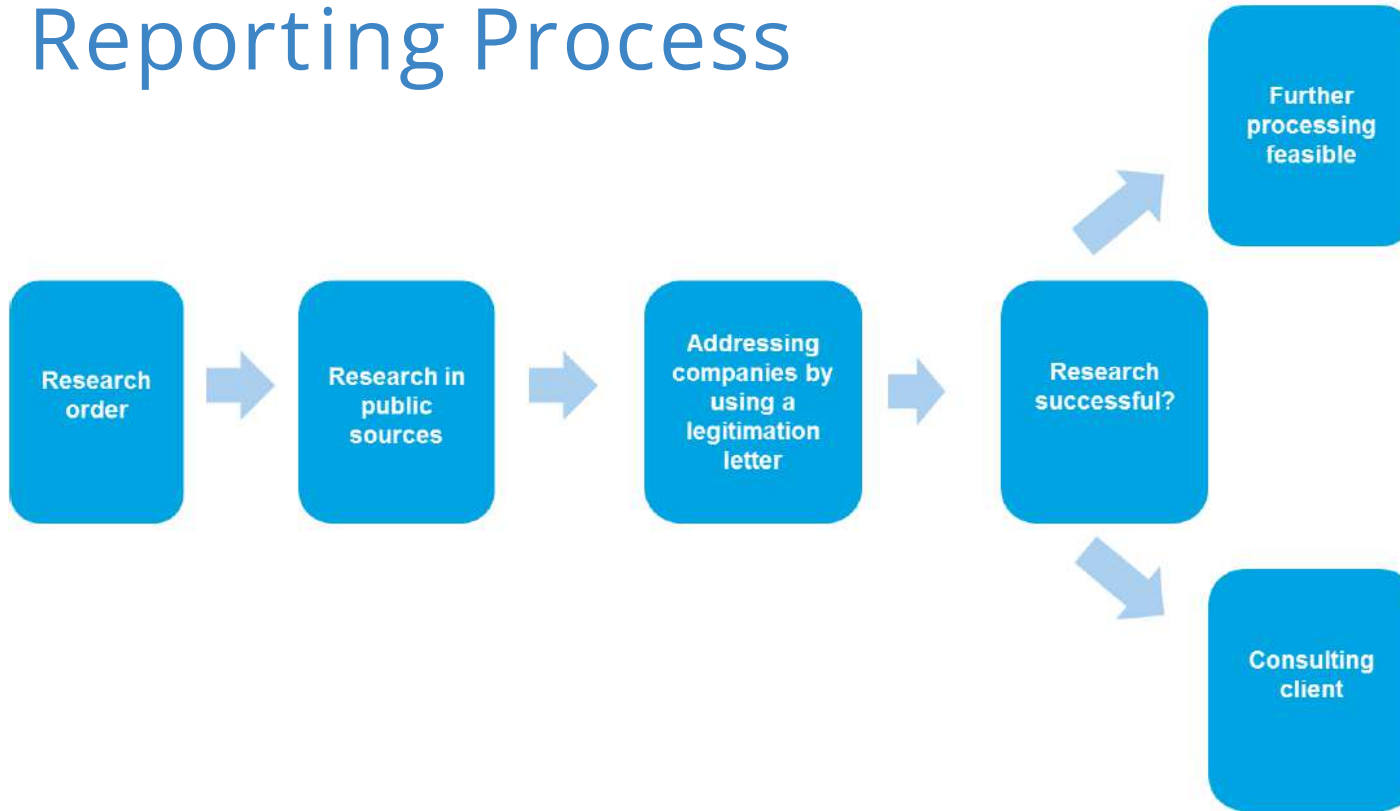 Reporting Process
Further
processing
feasible
Research
order
Research in
public
sources
Addressing
companies by
using a
legitimation
letter
Research
successful?
Consulting
client